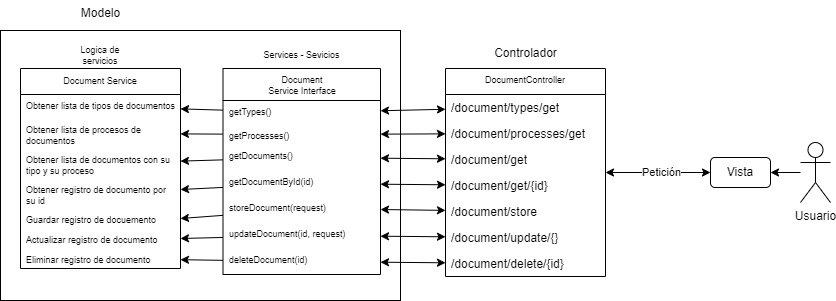 Modelo
Logica de
servicios
Document Service
Obtener lista de tipos de documentos
Obtener lista de procesos de
documentos
Obtener lista de documentos con su
tipo y su proceso
Obtener registro de documento por
su id
Guardar registro de docuemento
Actualizar registro de documento
Eliminar registro de documento
Services - Sevicios
Document
Service Interface
getTypes()
getProcesses()
getDocuments()
getDocumentById(id)
storeDocument(request)
updateDocument(id, request)
deleteDocument(id)
Controlador
DocumentController
/document/types/get
/document/processes/get
/document/get
/document/get/{id}
/document/store
/document/update/{}
/document/delete/{id}
Petición
Vista
Usuario